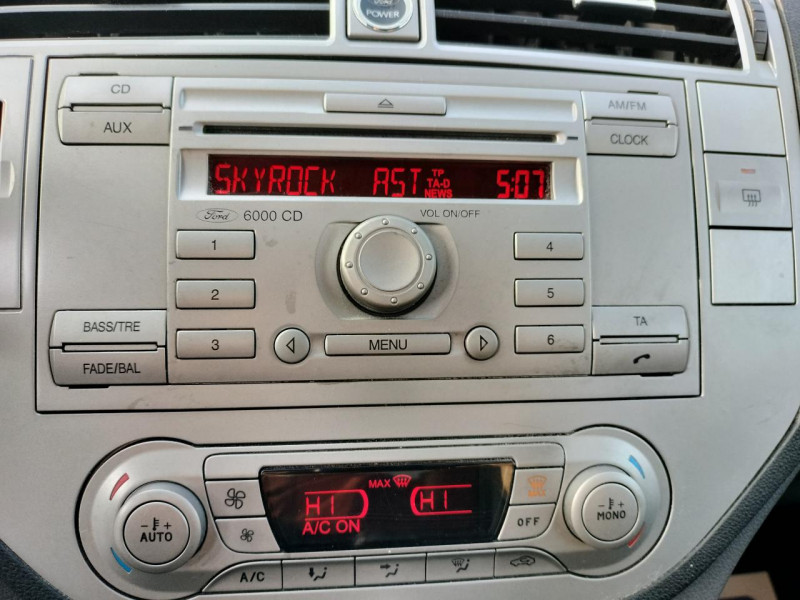 POWER
CD
AUX
AM/FM
CLOCK
SKYROCK AST TP TA-D NEWS 5:07
Ford 6000 CD
VOL ON/OFF
1
4
2
5
3
6
BASS/TRE
FADE/BAL
MENU
TA
HI MAX HI
A/C ON
AUTO
OFF
MONO
A/C